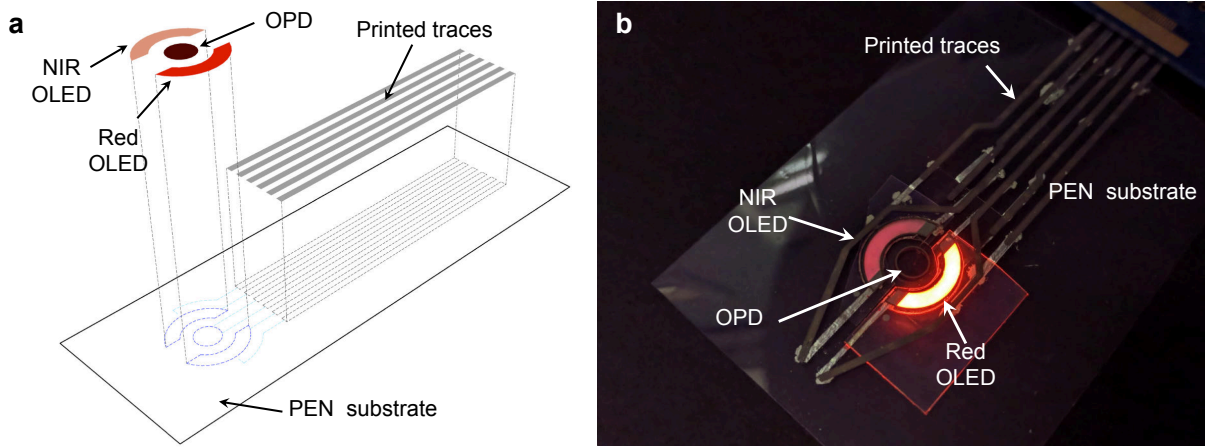 a
OPD
NIR
OLED
Red
OLED
Printed traces
PEN substrate
b
Printed traces
NIR
OLED
PEN substrate
OPD
Red
OLED